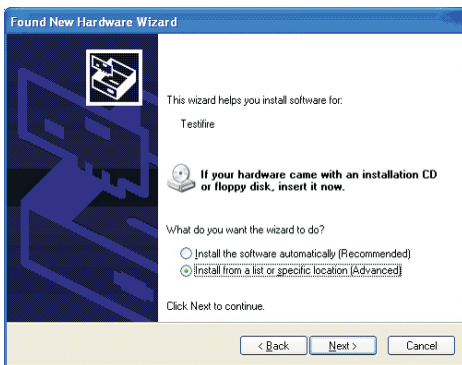 Found New Hardware Wizard
This wizard helps you install software for:
Testifire
If your hardware came with an installation CD
or floppy disk, insert it now.
What do you want the wizard to do?
Install the software automatically (Recommended)
Install from a list or specific location (Advanced)
Click Next to continue.
< Back
Next >
Cancel